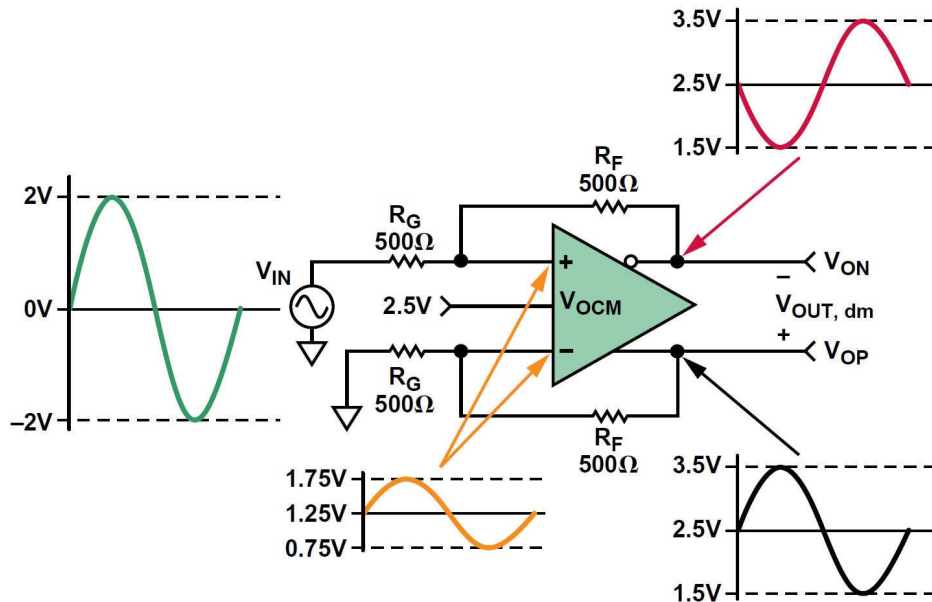 3.5V
2.5V
1.5V
R_F
500Ω
2V
R_G
500Ω
V_IN
+
V_ON
−
0V
2.5V
V_OCM
V_OUT, dm
−
+
V_OP
R_G
500Ω
−2V
R_F
500Ω
1.75V
1.25V
0.75V
3.5V
2.5V
1.5V